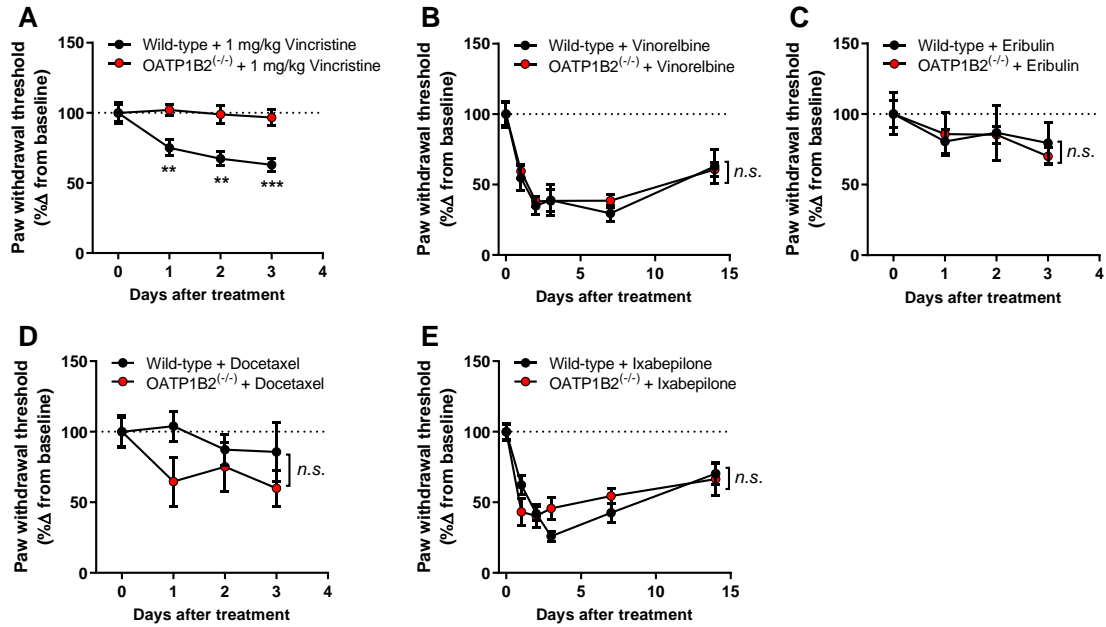 A
Wild-type + 1 mg/kg Vincristine
OATP1B2(-/-) + 1 mg/kg Vincristine
Paw withdrawal threshold
(%Δ from baseline)
150
100
50
0
**
**
***
0 1 2 3 4
Days after treatment
B
Wild-type + Vinorelbine
OATP1B2(-/-) + Vinorelbine
Paw withdrawal threshold
(%Δ from baseline)
150
100
50
0
n.s.
0 5 10 15
Days after treatment
C
Wild-type + Eribulin
OATP1B2(-/-) + Eribulin
Paw withdrawal threshold
(%Δ from baseline)
150
100
50
0
n.s.
0 1 2 3 4
Days after treatment
D
Wild-type + Docetaxel
OATP1B2(-/-) + Docetaxel
Paw withdrawal threshold
(%Δ from baseline)
150
100
50
0
n.s.
0 1 2 3 4
Days after treatment
E
Wild-type + Ixabepilone
OATP1B2(-/-) + Ixabepilone
Paw withdrawal threshold
(%Δ from baseline)
150
100
50
0
n.s.
0 5 10 15
Days after treatment